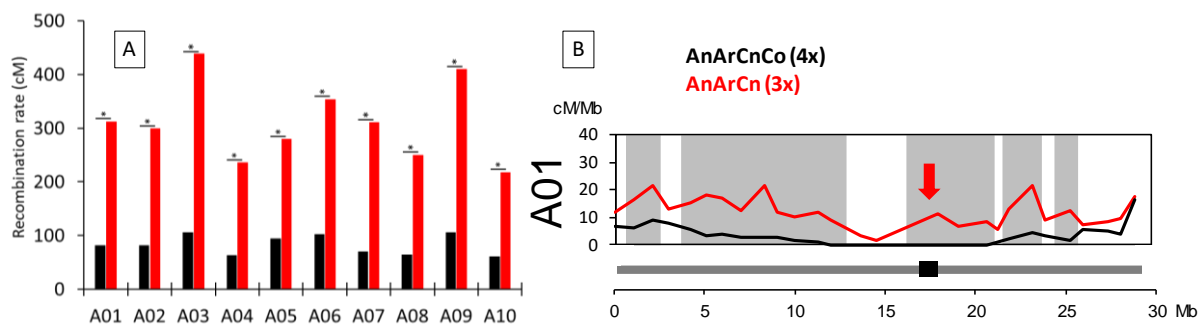 A
Recombination rate (cM)
500
400
300
200
100
0
* * * * * * * * * *
A01 A02 A03 A04 A05 A06 A07 A08 A09 A10
B
AnArCnCo (4x)
AnArCn (3x)
cM/Mb
A01
40
30
20
10
0
0 5 10 15 20 25 30 Mb